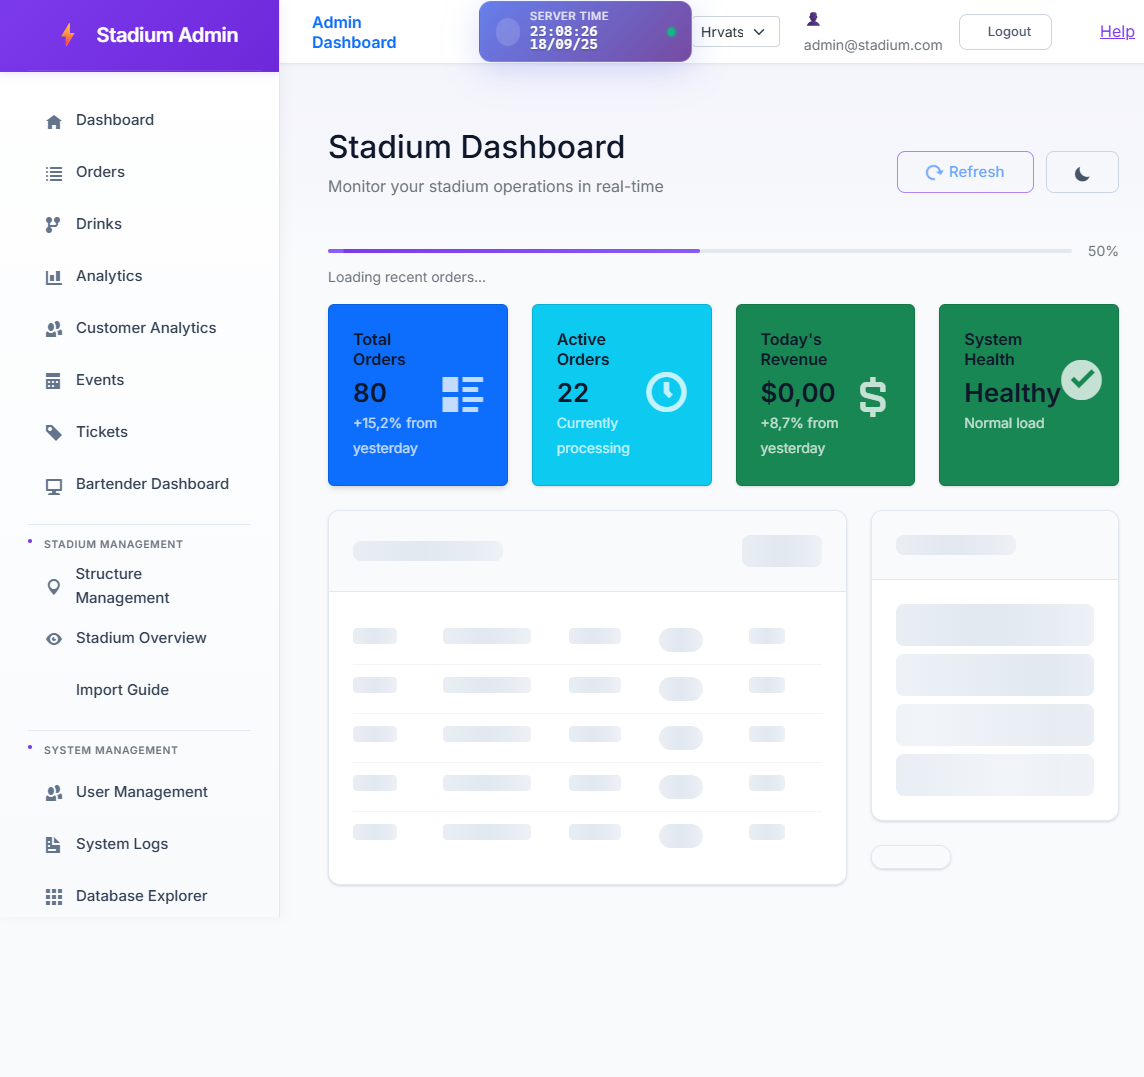 Stadium Admin
Admin
Dashboard
SERVER TIME
23:08:26
18/09/25
Hrvats
admin@stadium.com
Logout
Help
Dashboard
Orders
Drinks
Analytics
Customer Analytics
Events
Tickets
Bartender Dashboard
STADIUM MANAGEMENT
Structure
Management
Stadium Overview
Import Guide
SYSTEM MANAGEMENT
User Management
System Logs
Database Explorer
Stadium Dashboard
Monitor your stadium operations in real-time
Refresh
50%
Loading recent orders...
Total
Orders
80
+15,2% from
yesterday
Active
Orders
22
Currently
processing
Today's
Revenue
$0,00
+8,7% from
yesterday
System
Health
Healthy
Normal load